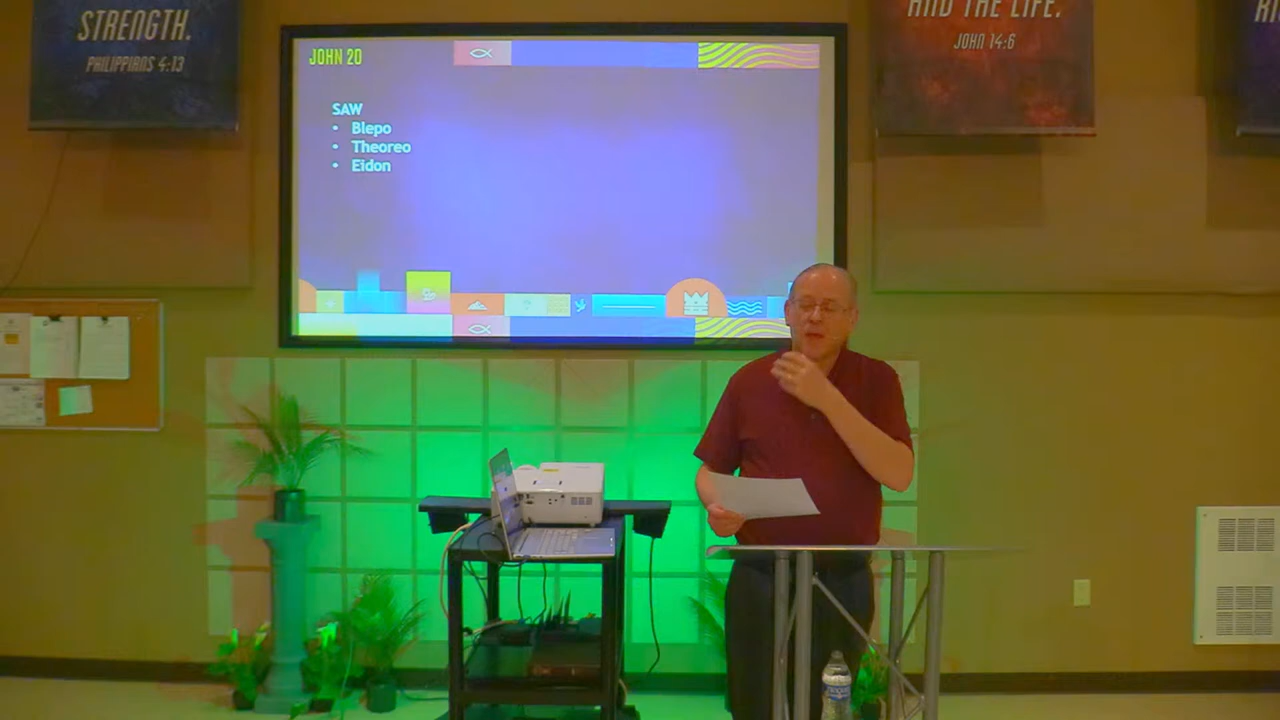 STRENGTH.
PHILIPPIANS 4:13
AND THE LIFE.
JOHN 14:6
JOHN 20
SAW
• Blepo
• Theoreo
• Eidon